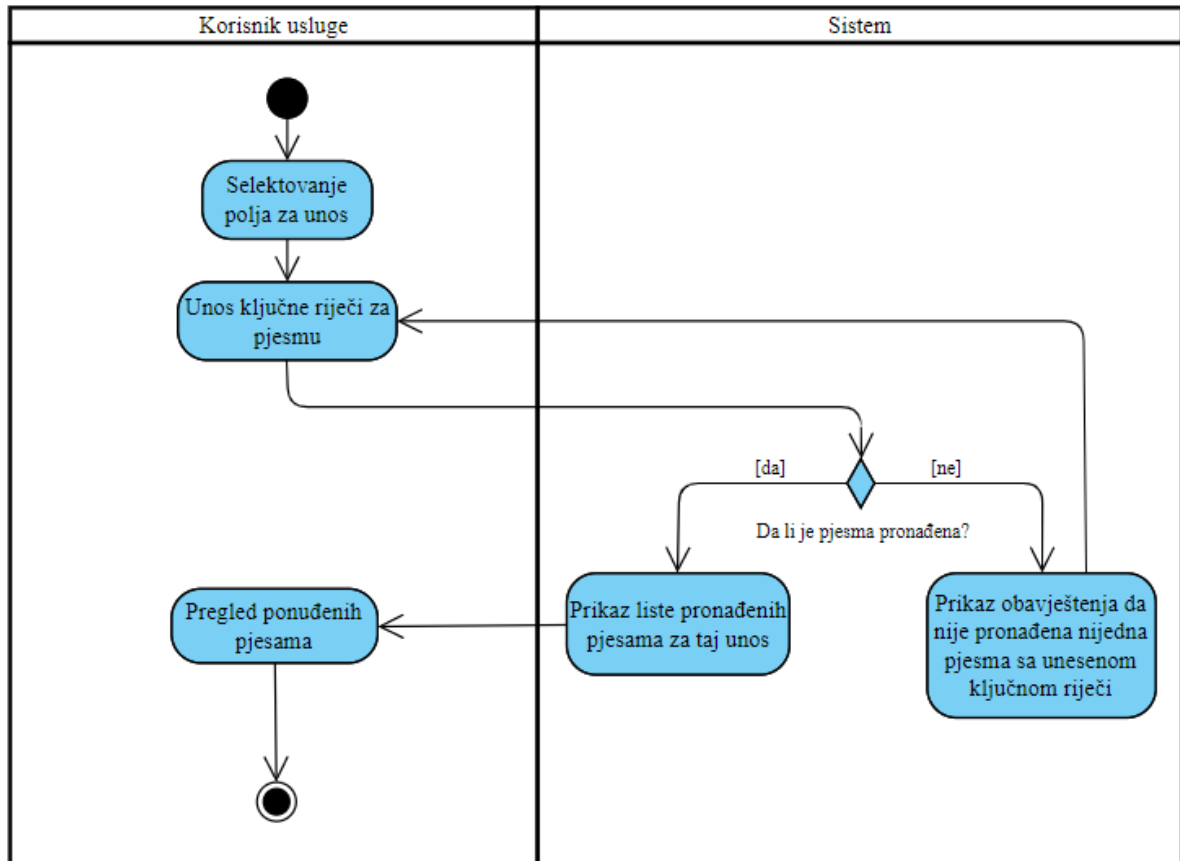 Korisnik usluge
Sistem
Selektovanje
polja za unos
Unos ključne riječi za
pjesmu
[da]
[ne]
Da li je pjesma pronađena?
Pregled ponuđenih
pjesama
Prikaz liste pronađenih
pjesama za taj unos
Prikaz obavještenja da
nije pronađena nijedna
pjesma sa unesenom
ključnom riječi